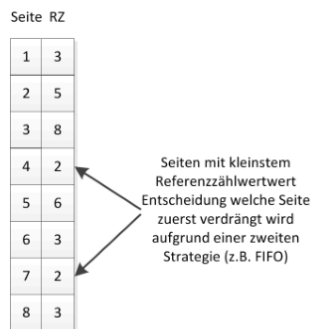 Seite RZ
1 3
2 5
3 8
4 2
5 6
6 3
7 2
8 3
Seiten mit kleinstem
Referenzzählwertwert
Entscheidung welche Seite
zuerst verdrängt wird
aufgrund einer zweiten
Strategie (z.B. FIFO)